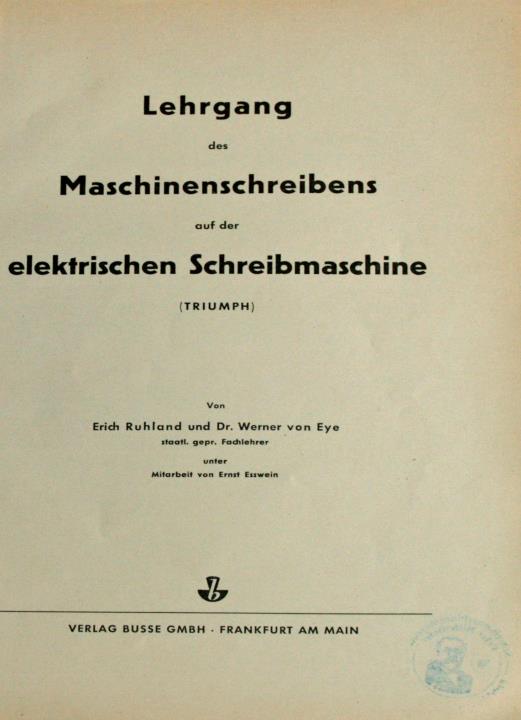 Lehrgang
des
Maschinenschreibens
auf der
elektrischen Schreibmaschine
(TRIUMPH)
Von
Erich Ruhland und Dr. Werner von Eye
staatl. gepr. Fachlehrer
unter
Mitarbeit von Ernst Esswein
b
VERLAG BUSSE GMBH · FRANKFURT AM MAIN